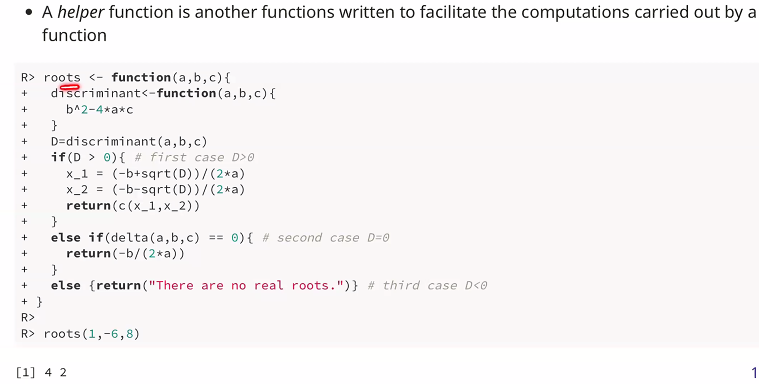 • A helper function is another functions written to facilitate the computations carried out by a
function
R> roots <- function(a,b,c){
+   discriminant<-function(a,b,c){
+     b^2-4*a*c
+   }
+   D=discriminant(a,b,c)
+   if(D > 0){ # first case D>0
+     x_1 = (-b+sqrt(D))/(2*a)
+     x_2 = (-b-sqrt(D))/(2*a)
+     return(c(x_1,x_2))
+   }
+   else if(delta(a,b,c) == 0){ # second case D=0
+     return(-b/(2*a))
+   }
+   else {return("There are no real roots.")} # third case D<0
+ }
R>
R> roots(1,-6,8)
[1] 4 2
1